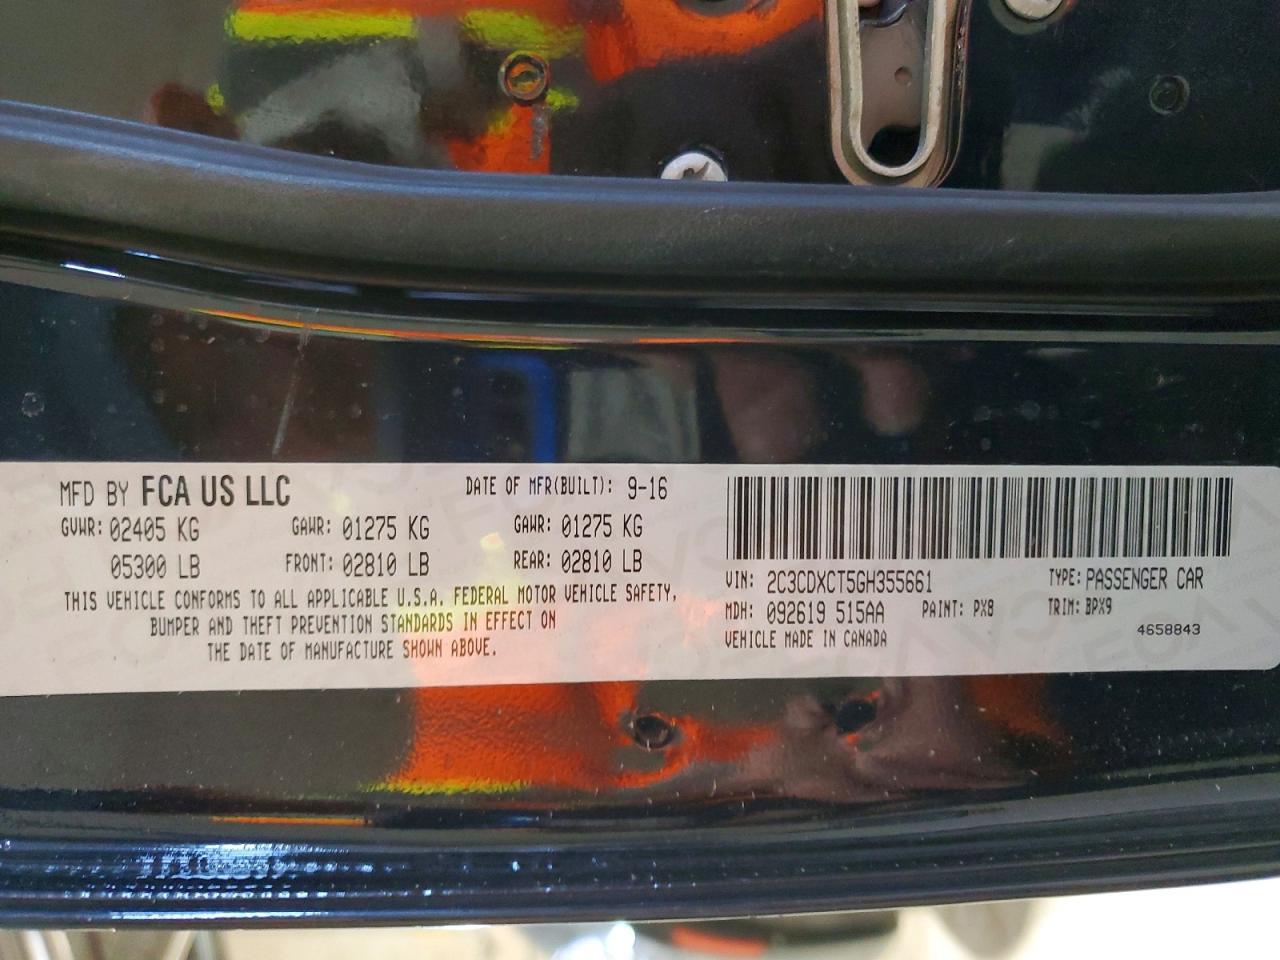 MFD BY FCA US LLC DATE OF MFR(BUILT): 9-16
GVWR: 02405 KG GAWR: 01275 KG GAWR: 01275 KG
05300 LB FRONT: 02810 LB REAR: 02810 LB
THIS VEHICLE CONFORMS TO ALL APPLICABLE U.S.A. FEDERAL MOTOR VEHICLE SAFETY,
BUMPER AND THEFT PREVENTION STANDARDS IN EFFECT ON
THE DATE OF MANUFACTURE SHOWN ABOVE.
VIN: 2C3CDXCT5GH355661 TYPE: PASSENGER CAR
MDH: 092619 515AA PAINT: PX8 TRIM: BPX9
VEHICLE MADE IN CANADA 4658843